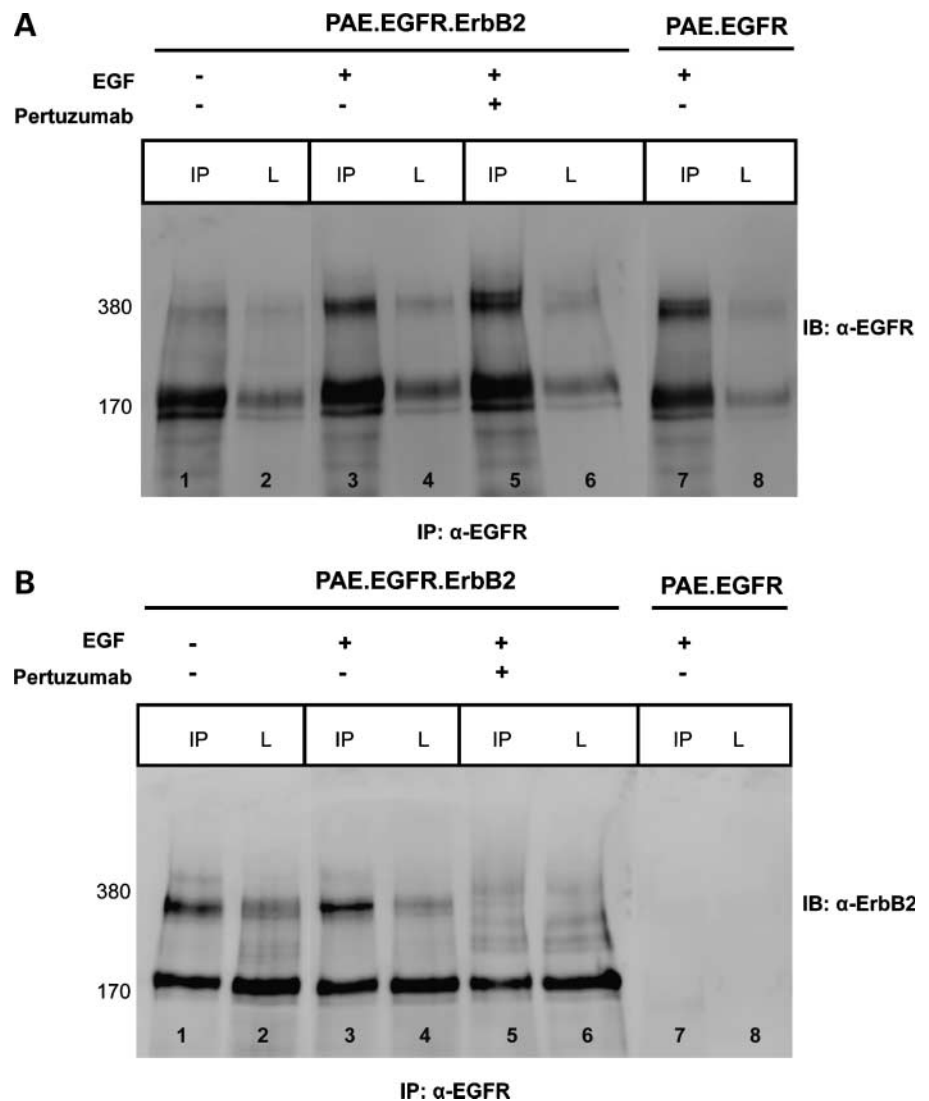 A
PAE.EGFR.ErbB2 PAE.EGFR
EGF - + + +
Pertuzumab - - + -
IP L IP L IP L IP L
380
IB: α-EGFR
170
1 2 3 4 5 6 7 8
IP: α-EGFR
B
PAE.EGFR.ErbB2 PAE.EGFR
EGF - + + +
Pertuzumab - - + -
IP L IP L IP L IP L
380
IB: α-ErbB2
170
1 2 3 4 5 6 7 8
IP: α-EGFR